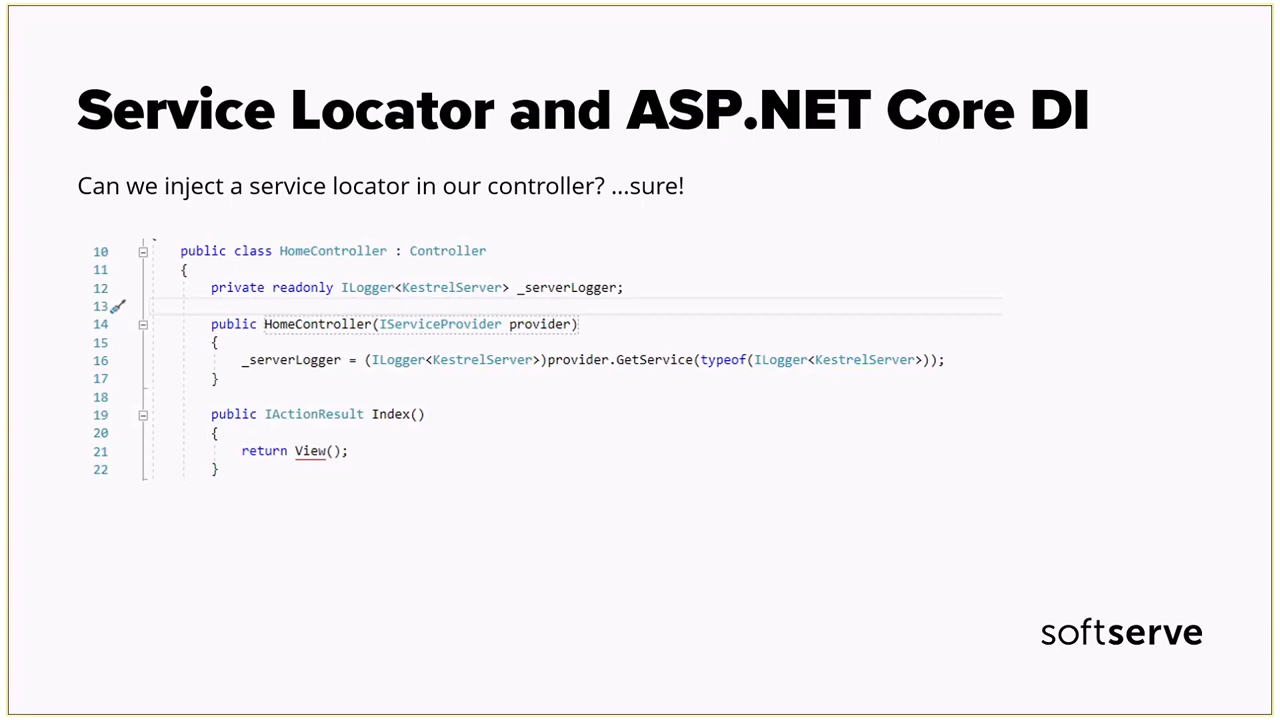 Service Locator and ASP.NET Core DI
Can we inject a service locator in our controller? ...sure!
10 public class HomeController : Controller
11 {
12 private readonly ILogger<KestrelServer> _serverLogger;
13
14 public HomeController(IServiceProvider provider)
15 {
16 _serverLogger = (ILogger<KestrelServer>)provider.GetService(typeof(ILogger<KestrelServer>));
17 }
18
19 public IActionResult Index()
20 {
21 return View();
22 }
softserve